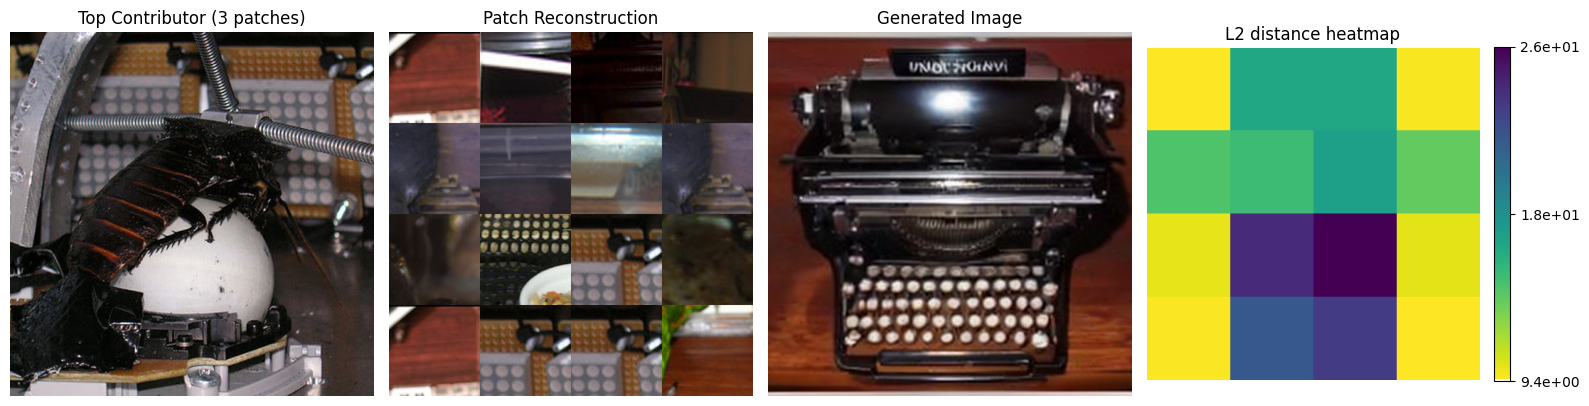 Top Contributor (3 patches)
Patch Reconstruction
Generated Image
L2 distance heatmap
2.6e+01
1.8e+01
9.4e+00